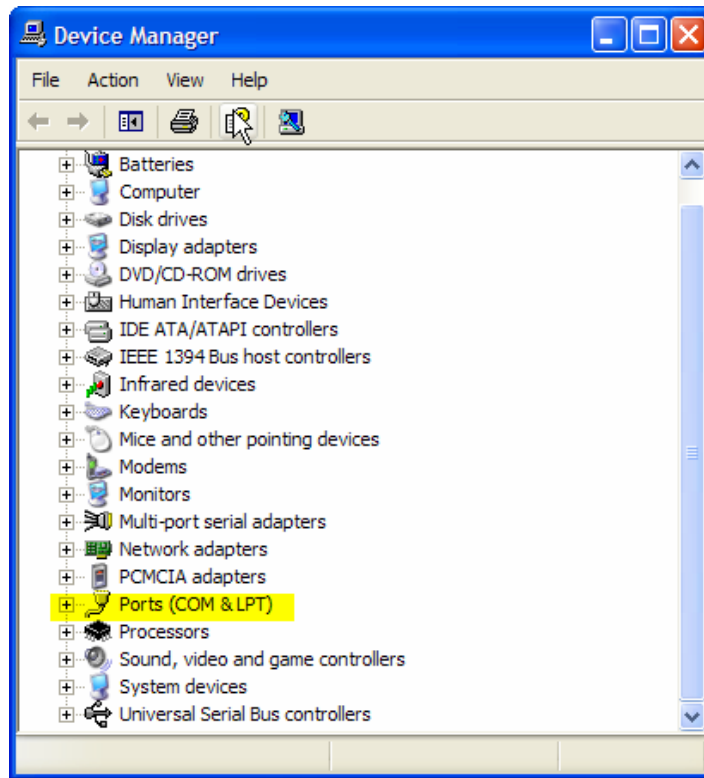 Device Manager
File Action View Help
Batteries
Computer
Disk drives
Display adapters
DVD/CD-ROM drives
Human Interface Devices
IDE ATA/ATAPI controllers
IEEE 1394 Bus host controllers
Infrared devices
Keyboards
Mice and other pointing devices
Modems
Monitors
Multi-port serial adapters
Network adapters
PCMCIA adapters
Ports (COM & LPT)
Processors
Sound, video and game controllers
System devices
Universal Serial Bus controllers